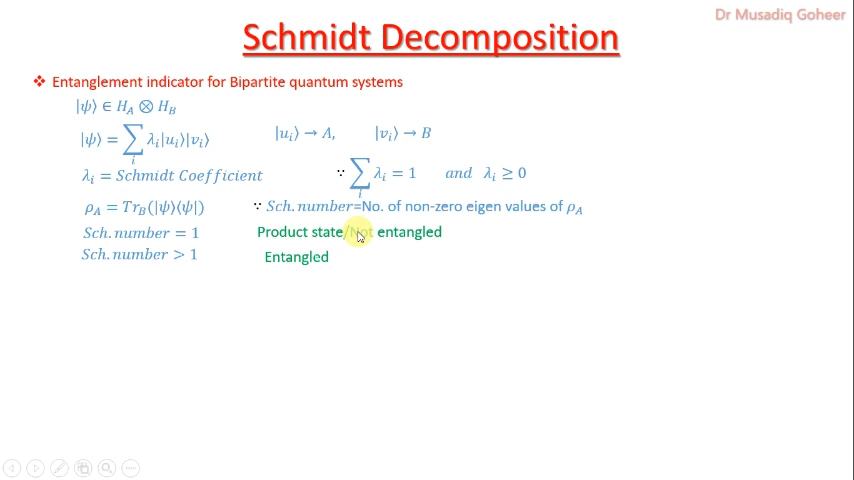 Dr Musadiq Goheer
Schmidt Decomposition
❖ Entanglement indicator for Bipartite quantum systems
|ψ⟩ ∈ H_A ⊗ H_B
|ψ⟩ = ∑_i λ_i|u_i⟩|v_i⟩ |u_i⟩ → A, |v_i⟩ → B
λ_i = Schmidt Coefficient ∵ ∑_i λ_i = 1 and λ_i ≥ 0
ρ_A = Tr_B(|ψ⟩⟨ψ|) ∵ Sch.number=No. of non-zero eigen values of ρ_A
Sch.number = 1 Product state/Not entangled
Sch.number > 1 Entangled